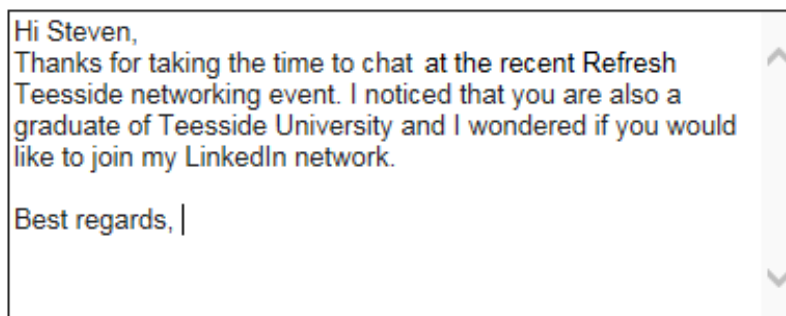 Hi Steven,
Thanks for taking the time to chat at the recent Refresh
Teesside networking event. I noticed that you are also a
graduate of Teesside University and I wondered if you would
like to join my LinkedIn network.
Best regards,